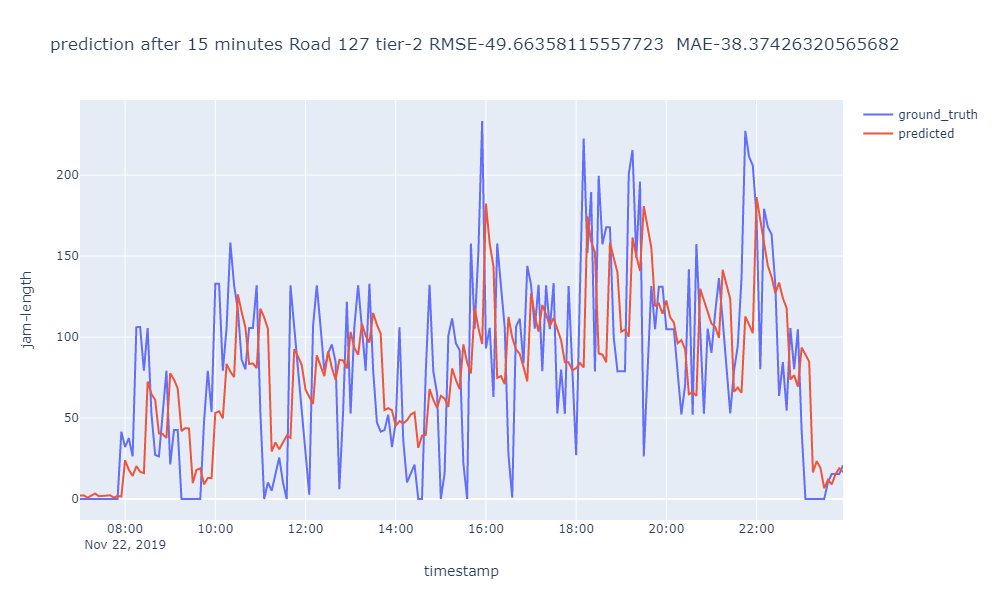 prediction after 15 minutes Road 127 tier-2 RMSE-49.66358115557723  MAE-38.37426320565682
ground_truth
predicted
200
150
100
50
0
jam-length
08:00 10:00 12:00 14:00 16:00 18:00 20:00 22:00
Nov 22, 2019
timestamp